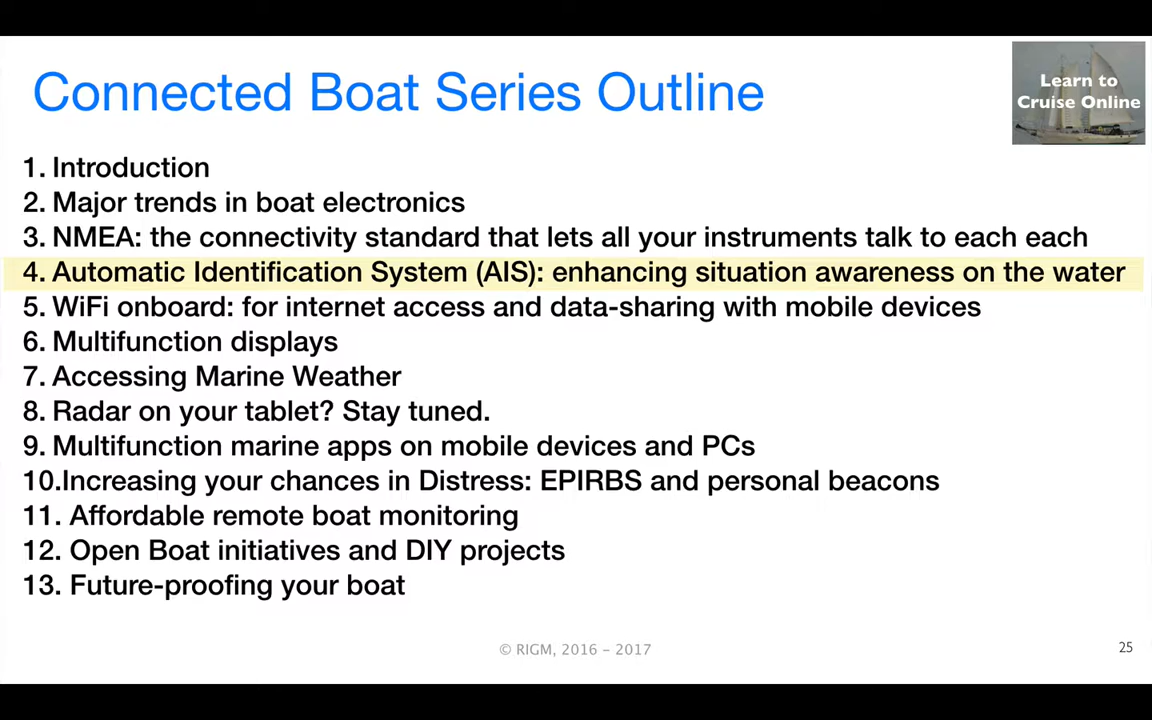 Connected Boat Series Outline
Learn to
Cruise Online
1. Introduction
2. Major trends in boat electronics
3. NMEA: the connectivity standard that lets all your instruments talk to each each
4. Automatic Identification System (AIS): enhancing situation awareness on the water
5. WiFi onboard: for internet access and data-sharing with mobile devices
6. Multifunction displays
7. Accessing Marine Weather
8. Radar on your tablet? Stay tuned.
9. Multifunction marine apps on mobile devices and PCs
10.Increasing your chances in Distress: EPIRBS and personal beacons
11. Affordable remote boat monitoring
12. Open Boat initiatives and DIY projects
13. Future-proofing your boat
© RIGM, 2016 – 2017
25